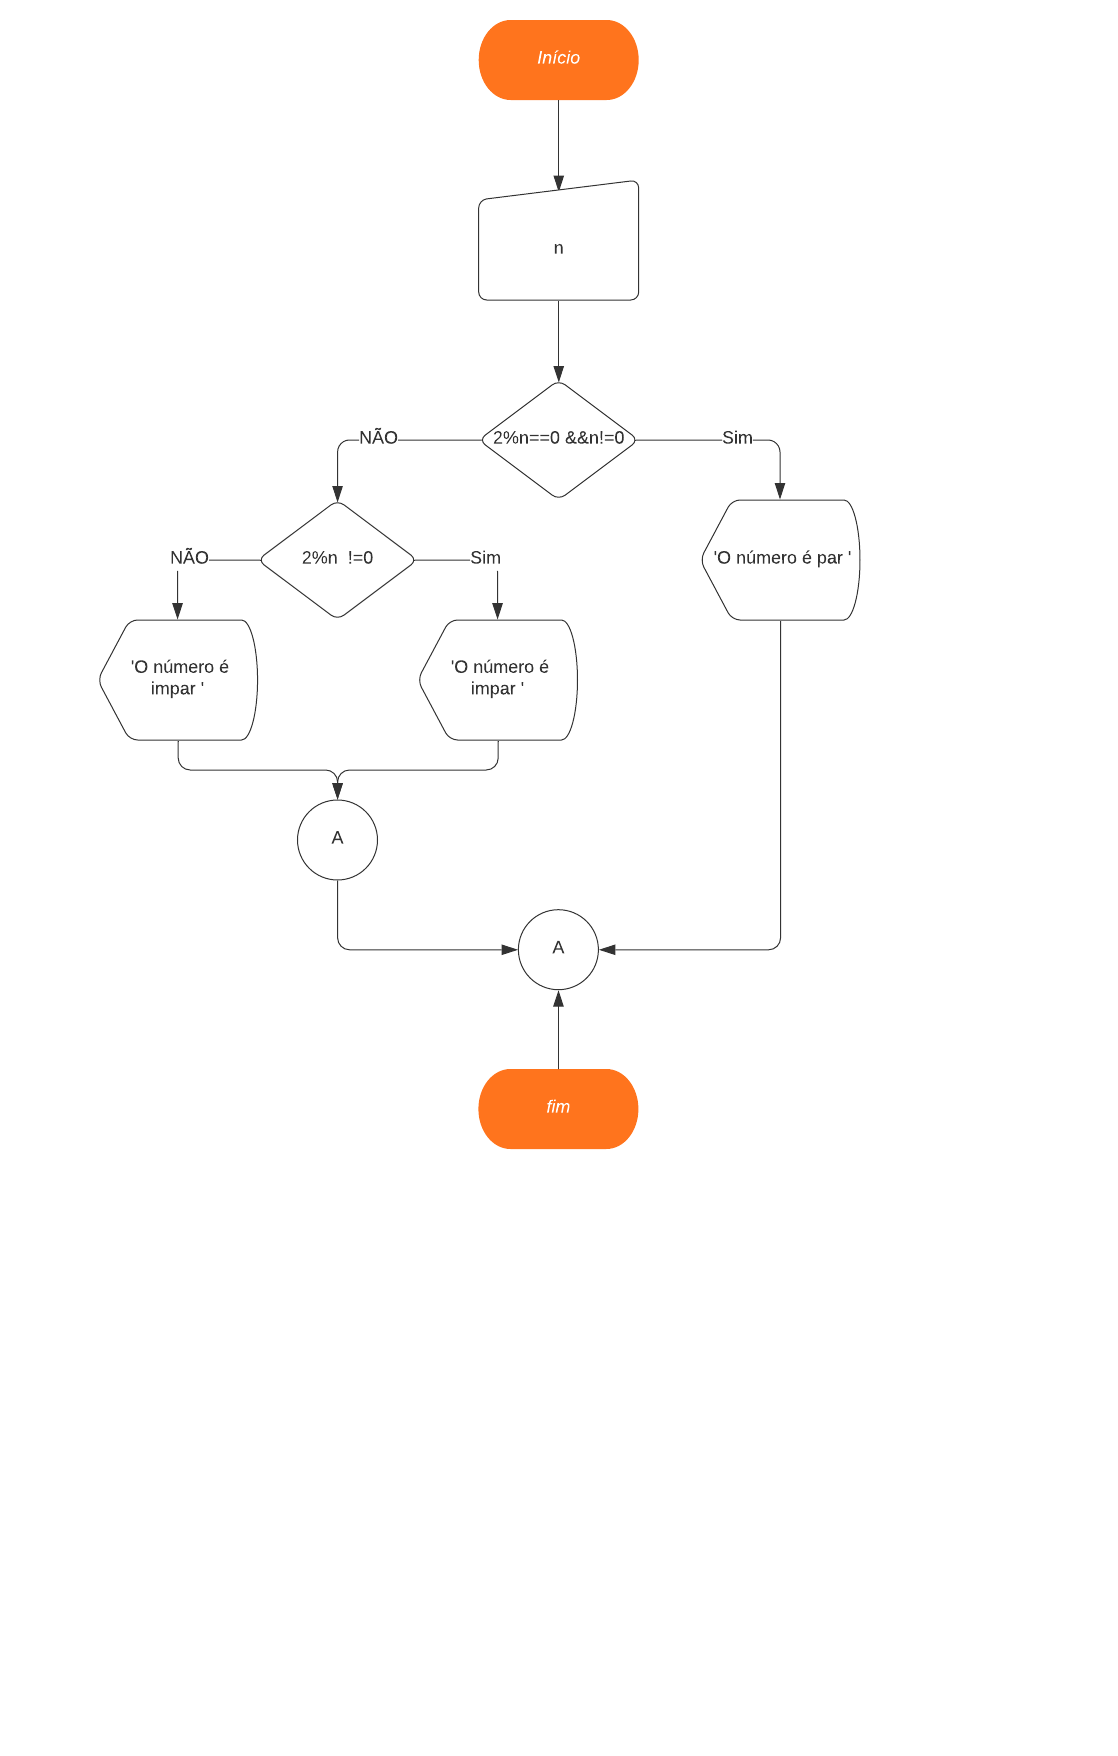 Início
n
2%n==0 &&n!=0
NÃO
Sim
2%n  !=0
NÃO
Sim
'O número é par '
'O número é
impar '
'O número é
impar '
A
A
fim